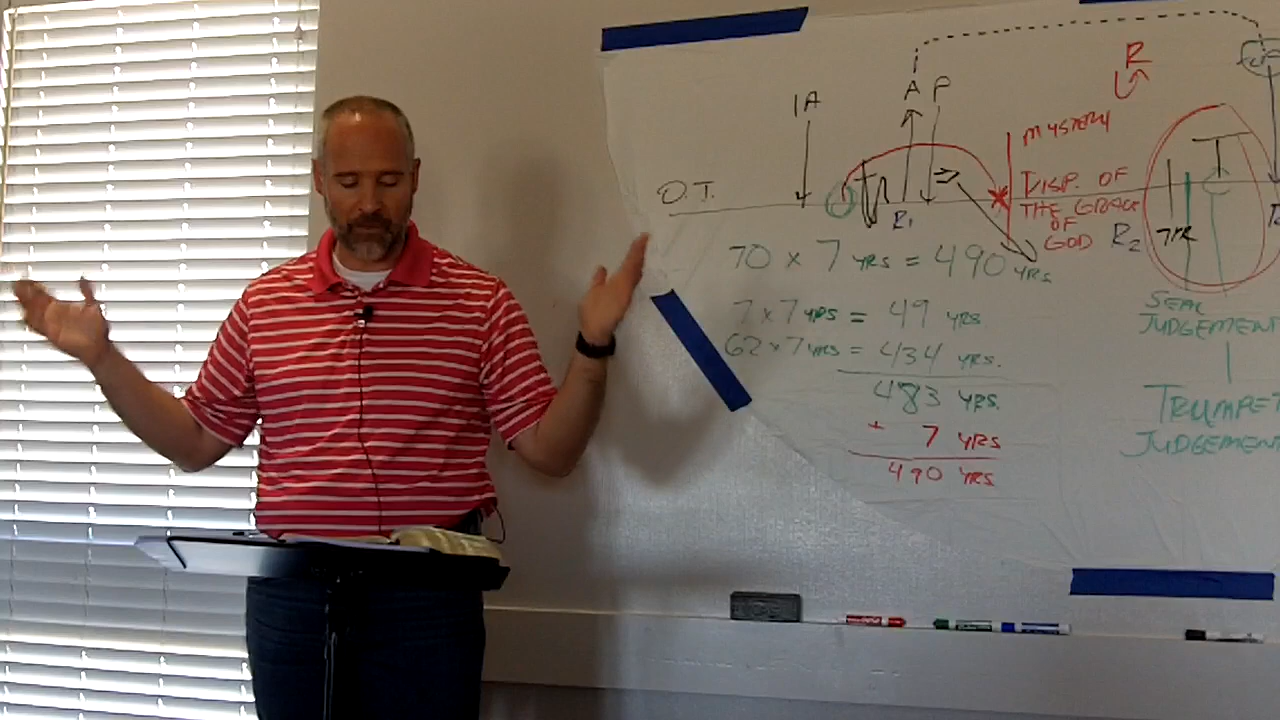 R
1A
A P
MYSTERY
O.T.
DISP. OF
THE GRACE
OF
GOD
R1
R2
7YR
70 x 7 YRS = 490 YRS
7 x 7 YRS = 49 YRS
62 x 7 YRS = 434 YRS.
483 YRS.
+ 7 YRS
490 YRS
SEAL
JUDGEMENT
TRUMPET
JUDGEMENT